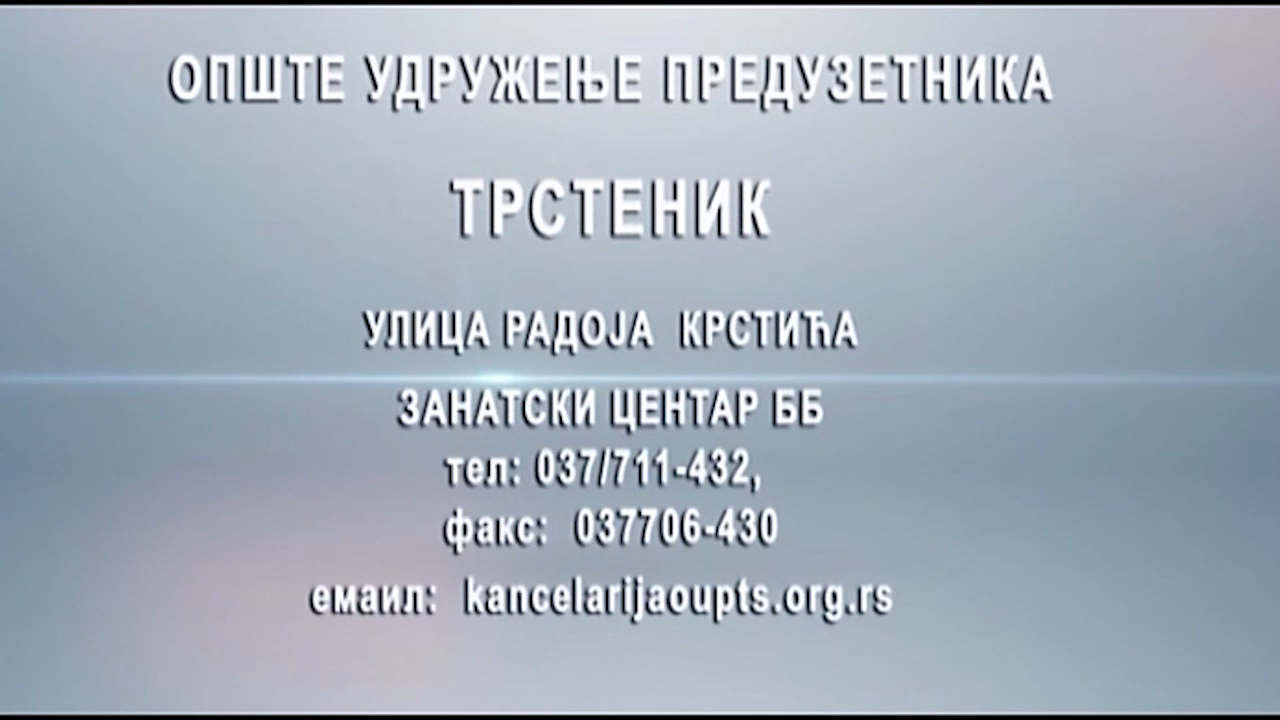 ОПШТЕ УДРУЖЕЊЕ ПРЕДУЗЕТНИКА
ТРСТЕНИК
УЛИЦА РАДОЈА КРСТИЋА
ЗАНАТСКИ ЦЕНТАР ББ
тел: 037/711-432,
факс: 037706-430
емаил: kancelarijaoupts.org.rs